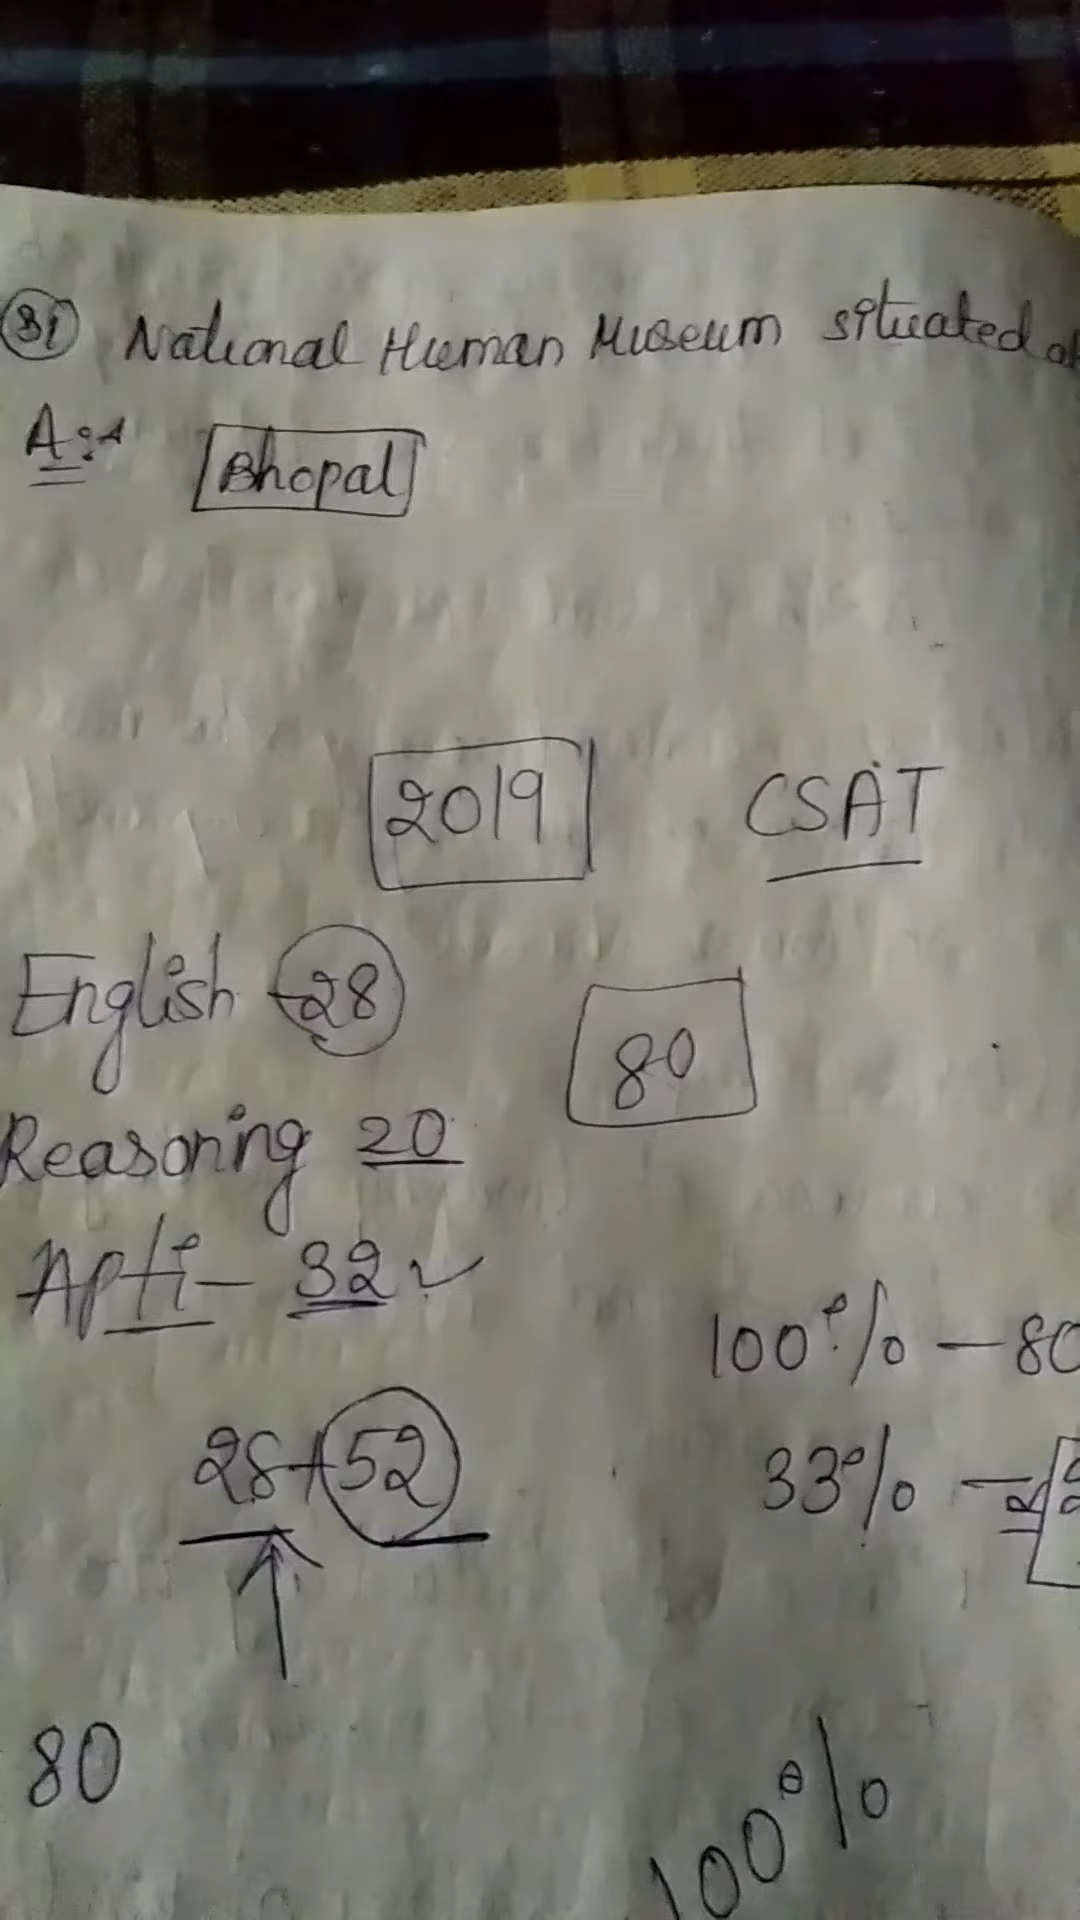 31 National Human Museum situated at
A:- Bhopal
2019 CSAT
English - 28
80
Reasoning 20
Apti - 32 ✓
100% - 80
28+52
33% -
80
100%